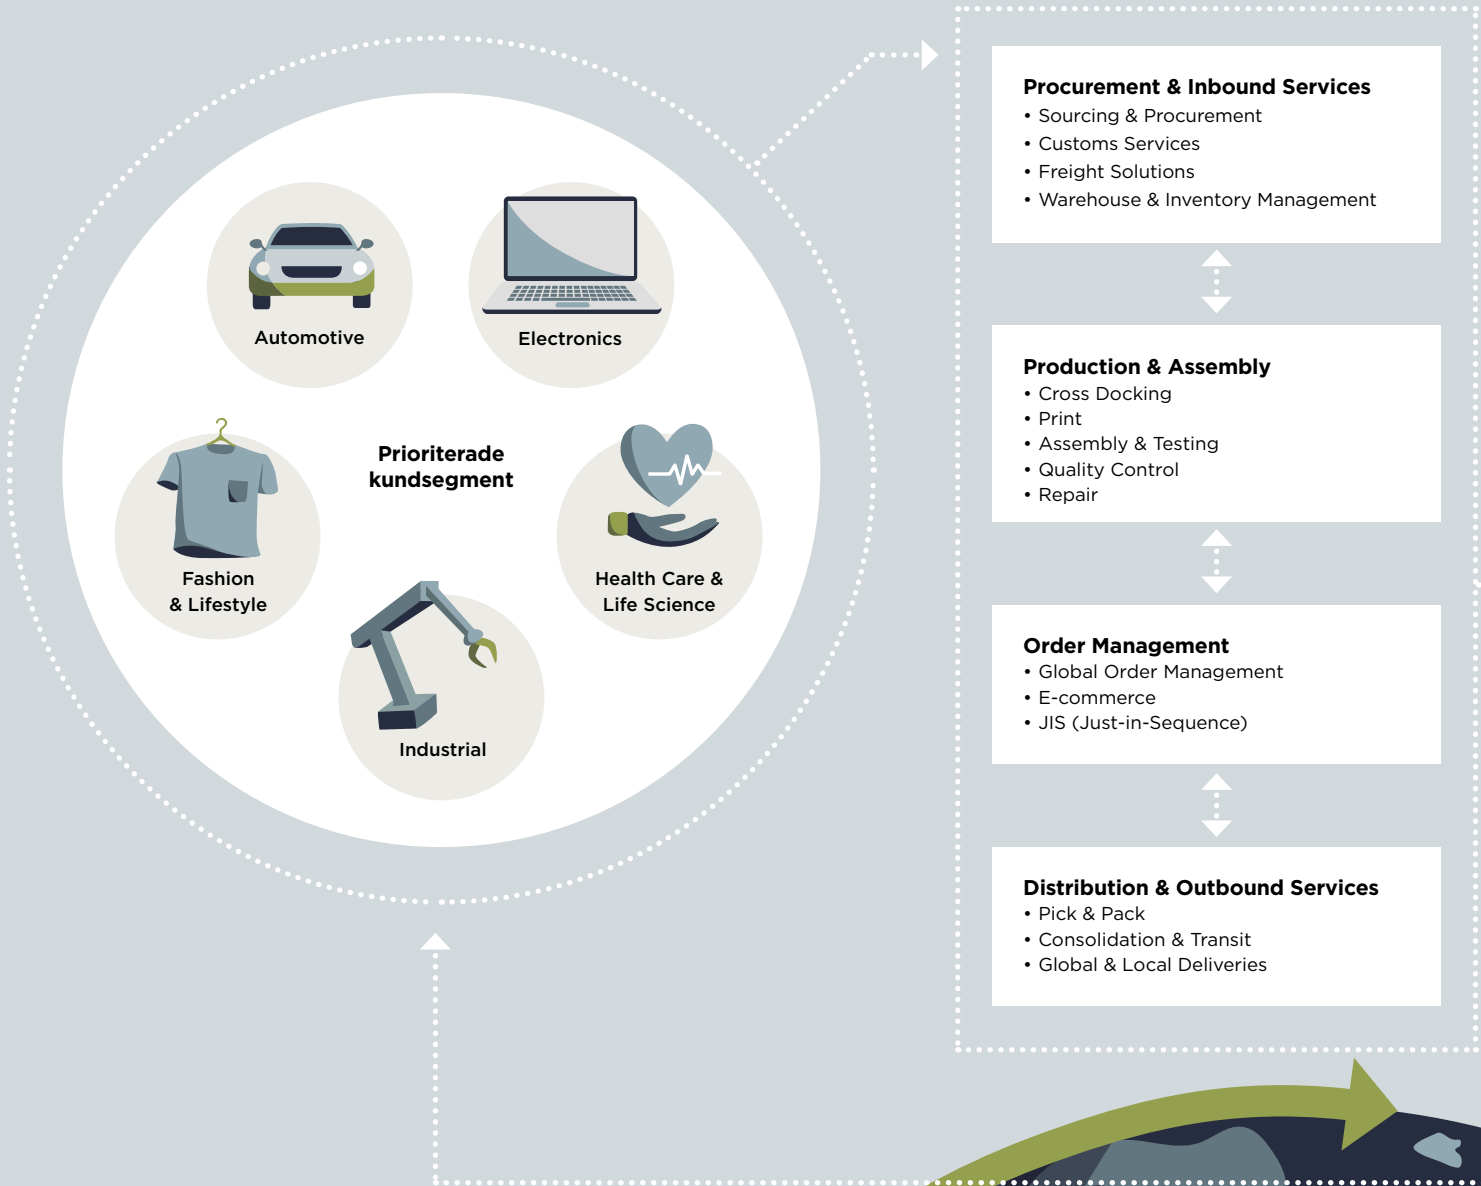 Automotive
Electronics
Prioriterade
kundsegment
Fashion
& Lifestyle
Health Care &
Life Science
Industrial
Procurement & Inbound Services
• Sourcing & Procurement
• Customs Services
• Freight Solutions
• Warehouse & Inventory Management
Production & Assembly
• Cross Docking
• Print
• Assembly & Testing
• Quality Control
• Repair
Order Management
• Global Order Management
• E-commerce
• JIS (Just-in-Sequence)
Distribution & Outbound Services
• Pick & Pack
• Consolidation & Transit
• Global & Local Deliveries